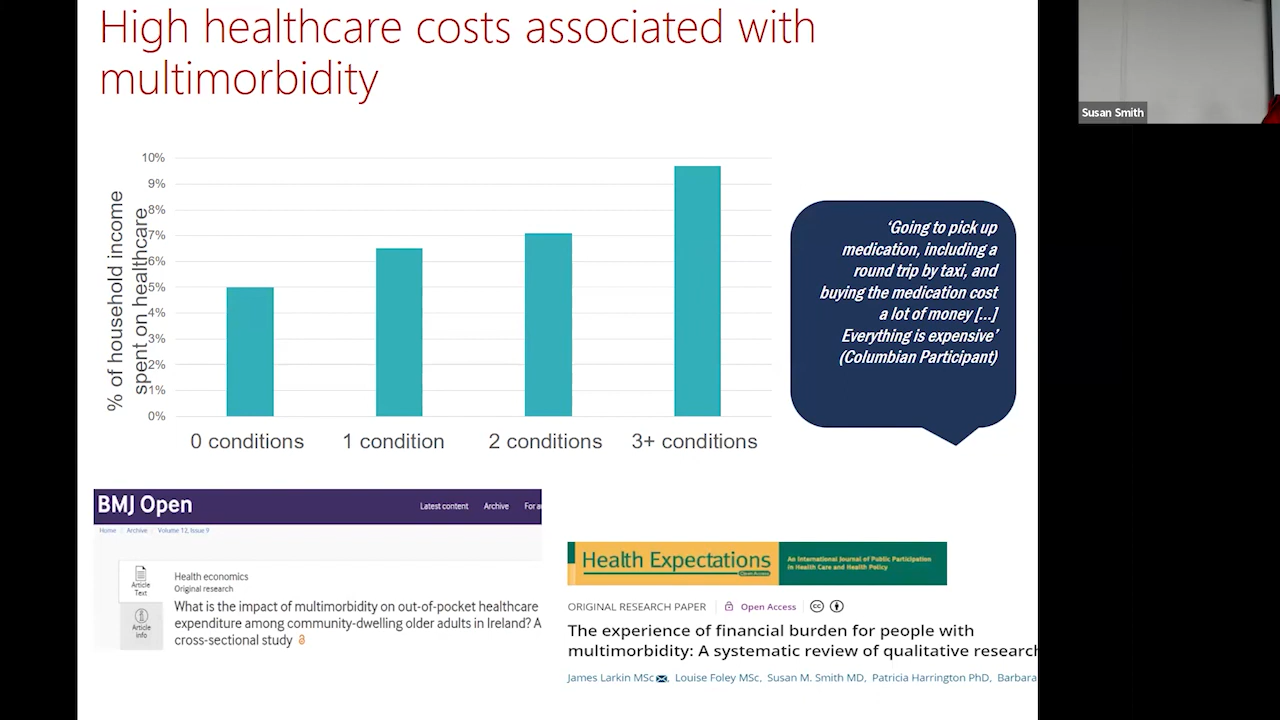 High healthcare costs associated with
multimorbidity
Susan Smith
% of household income
spent on healthcare
10%
9%
8%
7%
6%
5%
4%
3%
2%
1%
0%
0 conditions
1 condition
2 conditions
3+ conditions
‘Going to pick up
medication, including a
round trip by taxi, and
buying the medication cost
a lot of money [...]
Everything is expensive’
(Columbian Participant)
BMJ Open
Latest content Archive For a
Home / Archive / Volume 12, Issue 9
Article
Text
Article
info
Health economics
Original research
What is the impact of multimorbidity on out-of-pocket healthcare
expenditure among community-dwelling older adults in Ireland? A
cross-sectional study
Health Expectations
Open Access
An International Journal of Public Participation
in Health Care and Health Policy
ORIGINAL RESEARCH PAPER Open Access
The experience of financial burden for people with
multimorbidity: A systematic review of qualitative research
James Larkin MSc, Louise Foley MSc, Susan M. Smith MD, Patricia Harrington PhD, Barbara